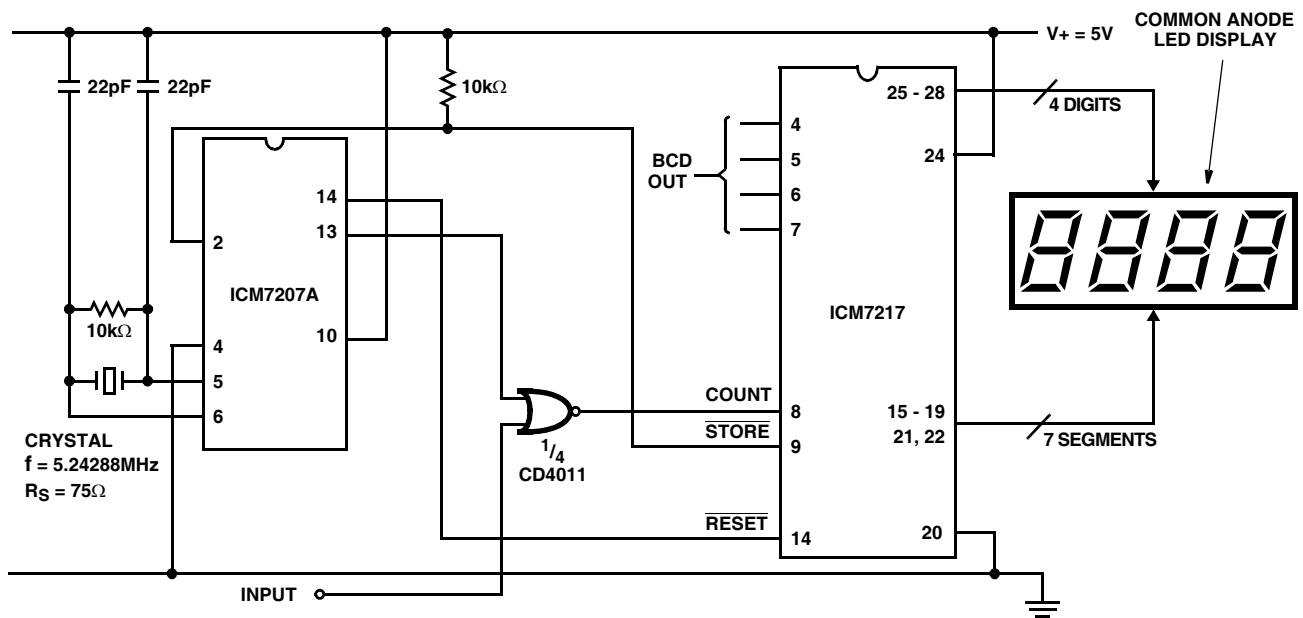 COMMON ANODE
LED DISPLAY
V+ = 5V
22pF
22pF
10kΩ
25 - 28
4 DIGITS
4
BCD
OUT
5
24
6
7
14
13
2
ICM7207A
ICM7217
10kΩ
4
10
5
6
COUNT
8
15 - 19
21, 22
7 SEGMENTS
STORE
9
1/4
CD4011
CRYSTAL
f = 5.24288MHz
RS = 75Ω
RESET
14
20
INPUT
8888